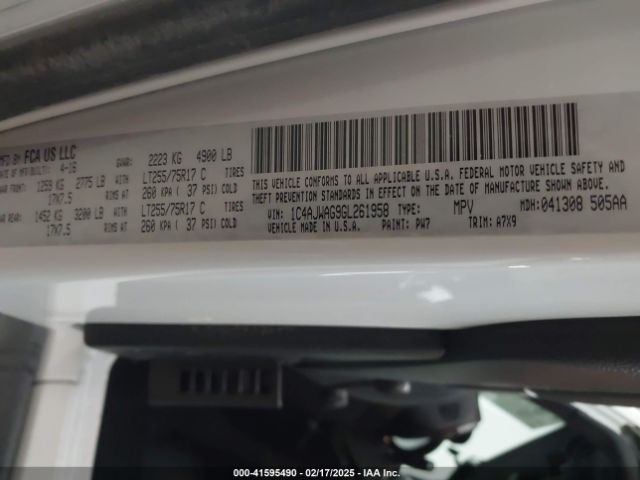 MFD BY FCA US LLC
DATE OF MFR/BUILT: 4-16 GVWR: 2223 KG 4900 LB
GAWR FRONT: 1259 KG 2775 LB WITH LT255/75R17 C TIRES
17X7.5 RIMS AT 260 KPA ( 37 PSI) COLD
GAWR REAR: 1452 KG 3200 LB WITH LT255/75R17 C TIRES
17X7.5 RIMS AT 260 KPA ( 37 PSI) COLD
THIS VEHICLE CONFORMS TO ALL APPLICABLE U.S.A. FEDERAL MOTOR VEHICLE SAFETY AND
THEFT PREVENTION STANDARDS IN EFFECT ON THE DATE OF MANUFACTURE SHOWN ABOVE.
VIN: 1C4AJWAG9GL261958 TYPE: MPV MDH: 041308 505AA
VEHICLE MADE IN U.S.A. PAINT: PW7 TRIM: A7X9
000-41595490 - 02/17/2025 - IAA Inc.